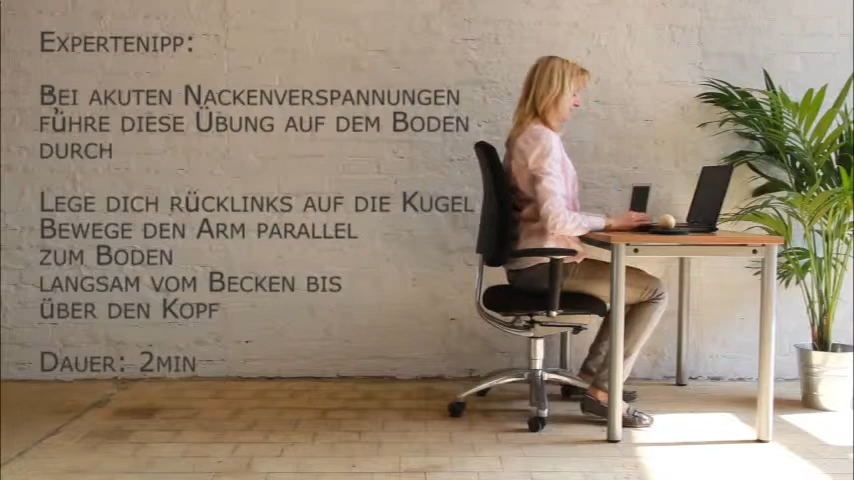 Expertenipp:
Bei akuten Nackenverspannungen
führe diese Übung auf dem Boden
durch
Lege dich rücklinks auf die Kugel
Bewege den Arm parallel
zum Boden
langsam vom Becken bis
über den Kopf
Dauer: 2min